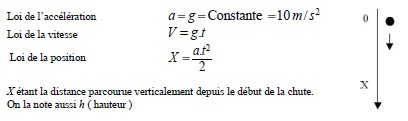 Loi de l'accélération a = g = Constante = 10 m/s²
Loi de la vitesse V = g.t
Loi de la position X = a.t²/2
X étant la distance parcourue verticalement depuis le début de la chute.
On la note aussi h ( hauteur )
0
X